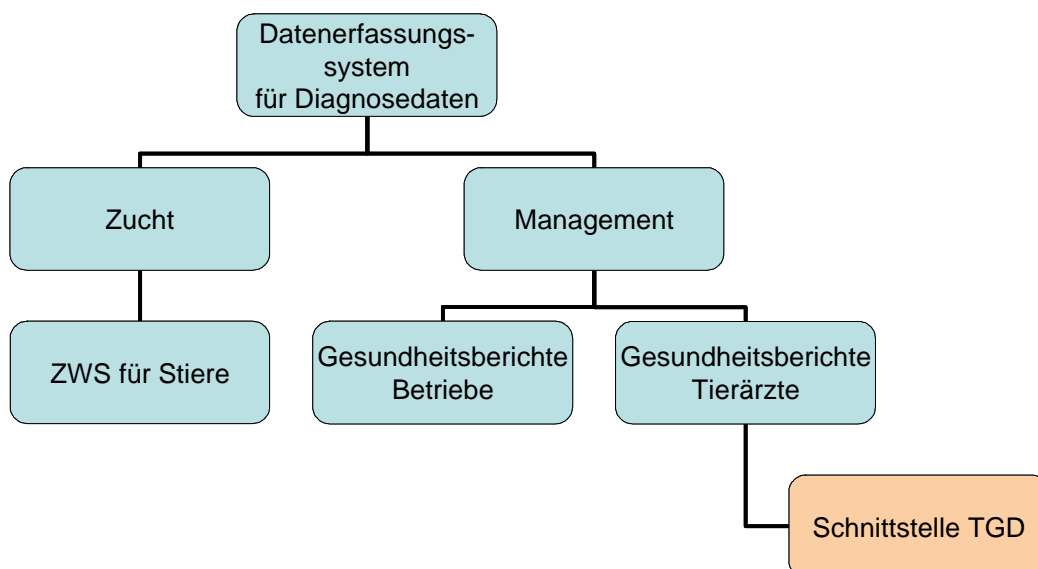 Datenerfassungs-
system
für Diagnosedaten
Zucht
Management
ZWS für Stiere
Gesundheitsberichte
Betriebe
Gesundheitsberichte
Tierärzte
Schnittstelle TGD